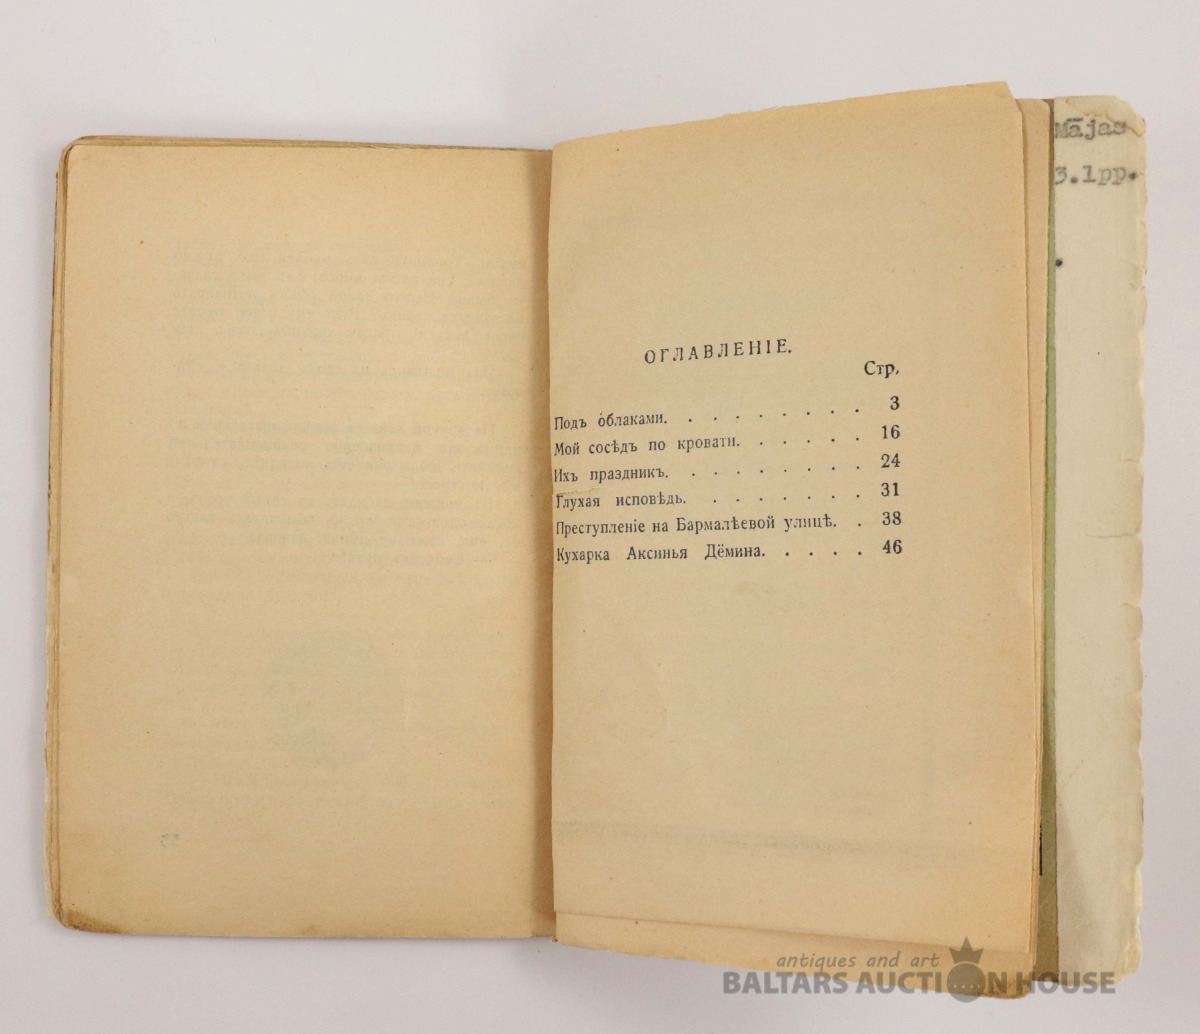 ОГЛАВЛЕНІЕ.
Стр.
Подъ облаками. . . . . . . . . 3
Мой сосѣдъ по кровати. . . . . . 16
Ихъ праздникъ. . . . . . . . . 24
Глухая исповѣдь. . . . . . . . 31
Преступленіе на Бармалѣевой улицѣ. . . 38
Кухарка Аксинья Дёмина. . . . . 46
Mājas
3.lpp.
antiques and art
BALTARS AUCTION HOUSE